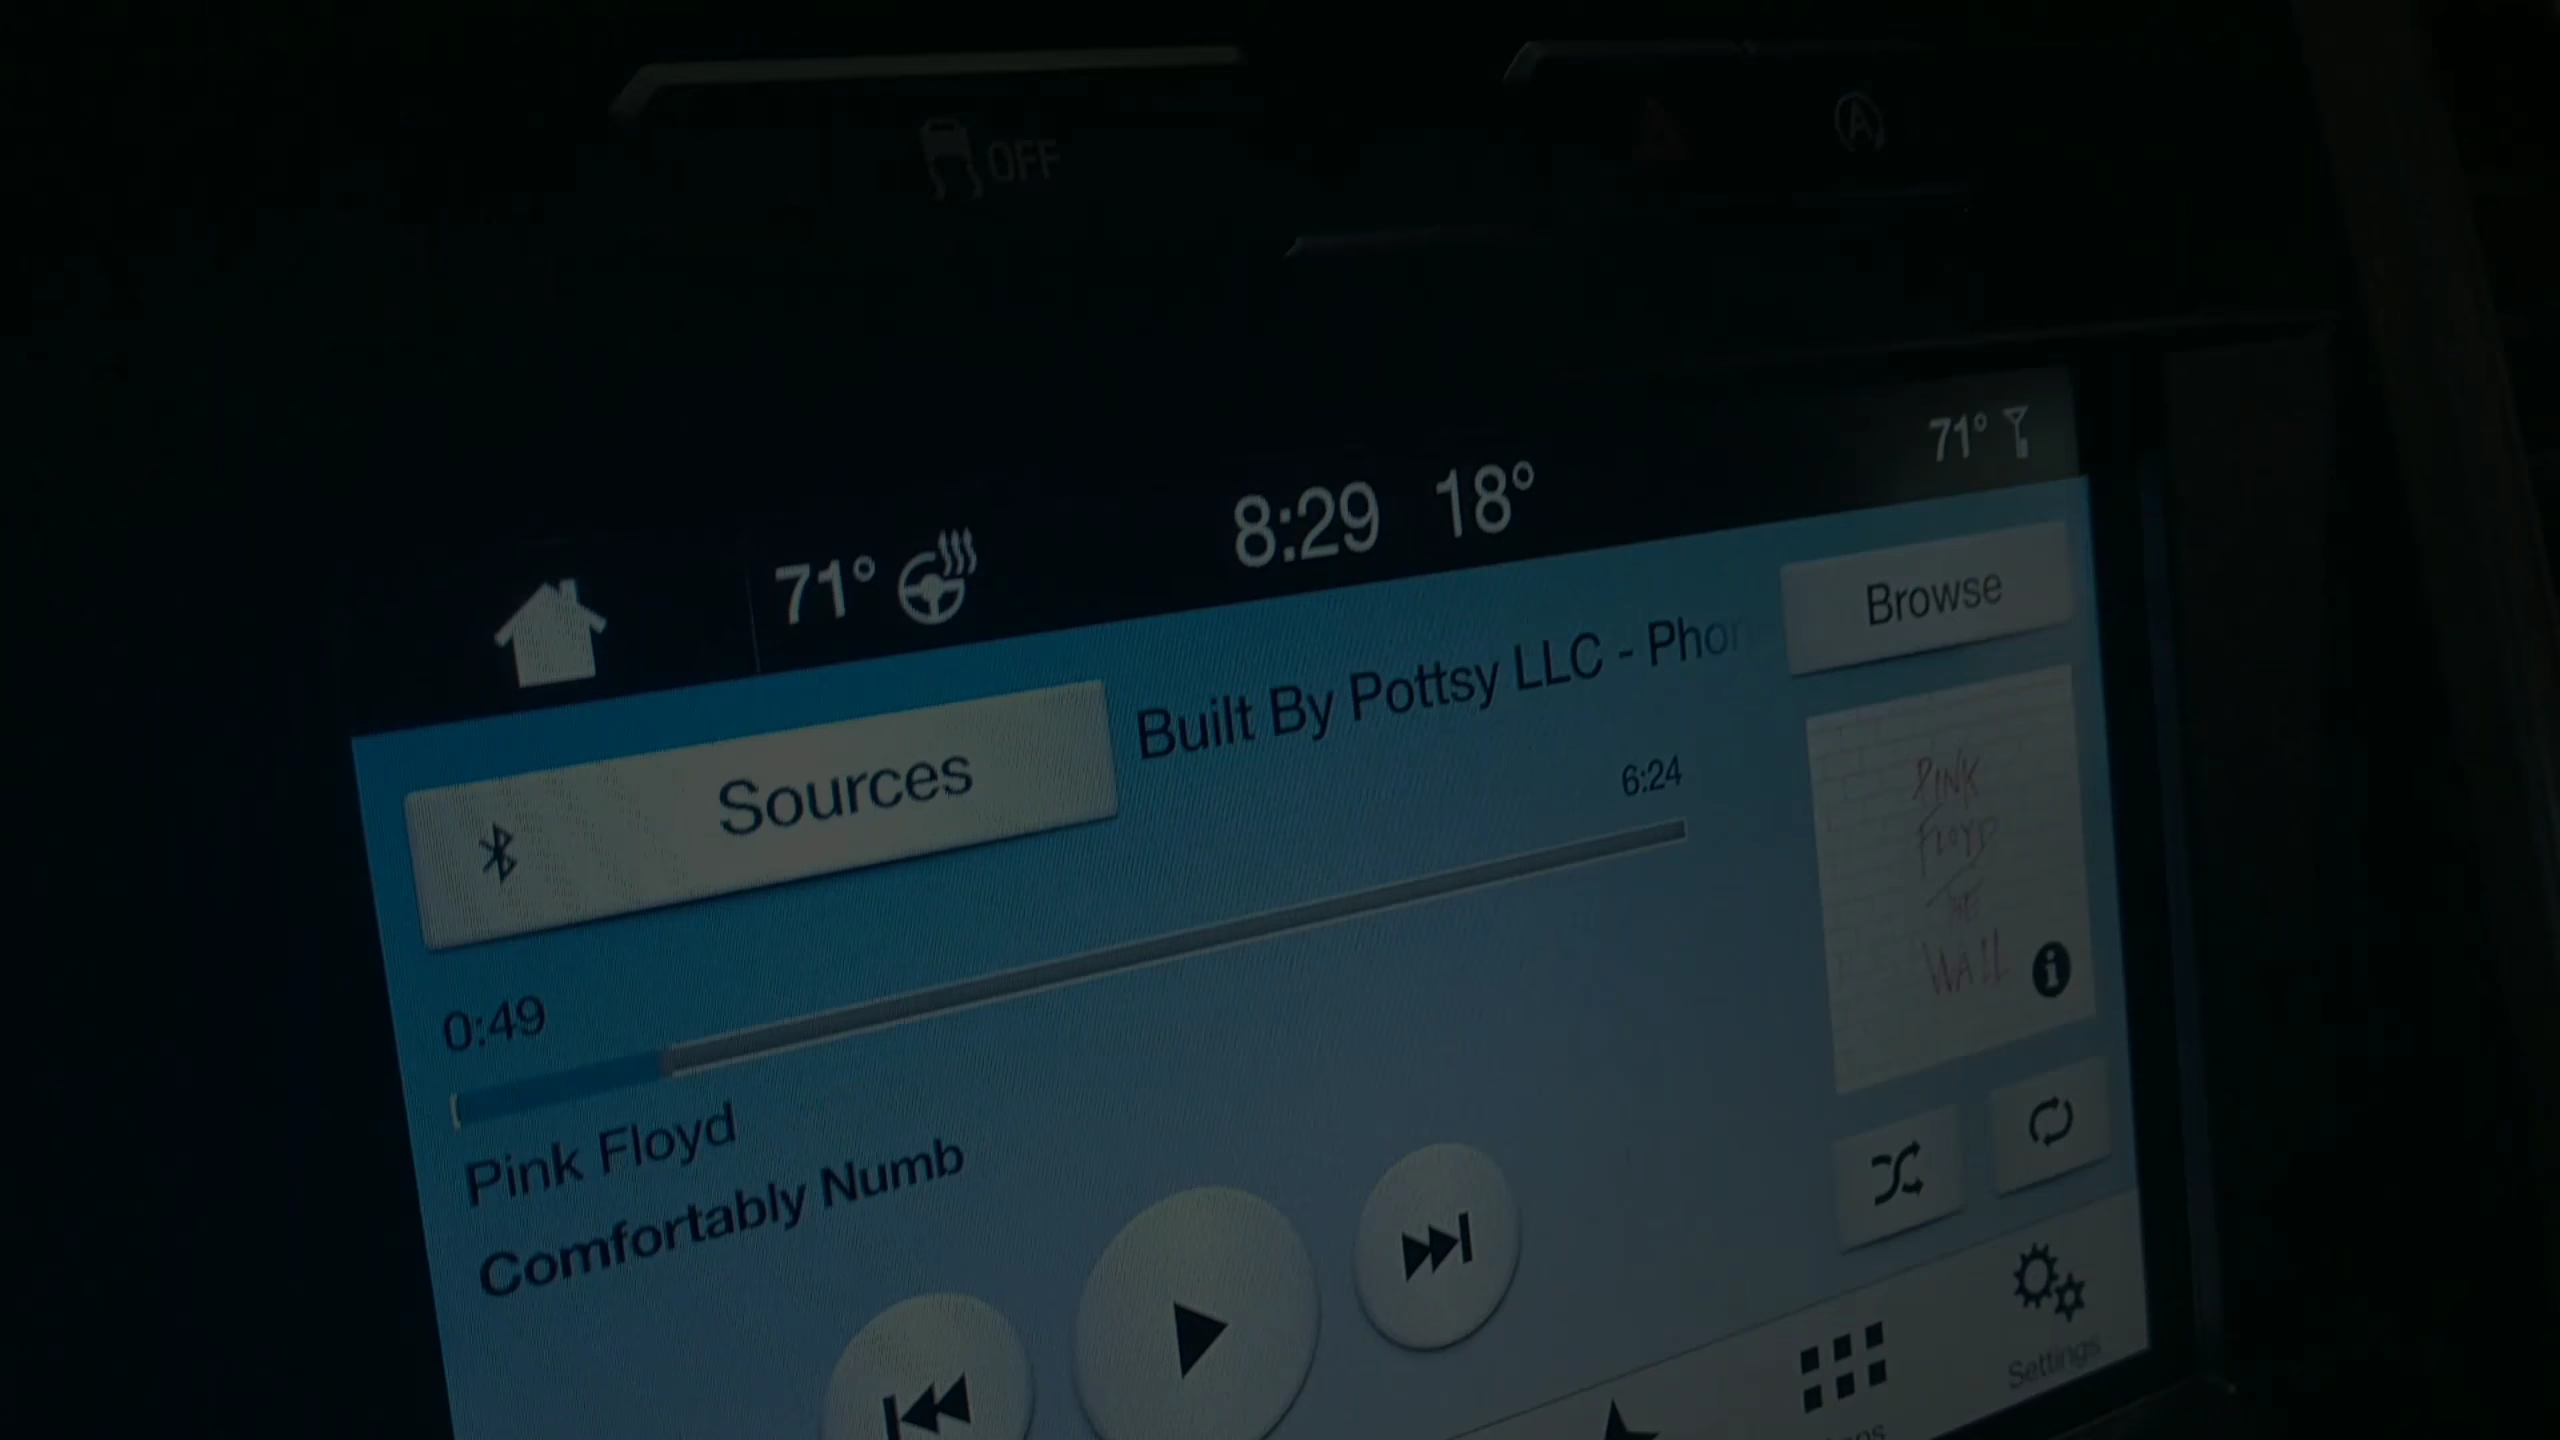 OFF
A
71°
8:29 18°
71°
Browse
Built By Pottsy LLC - Phon
Sources
6:24
PINK
FLOYD
THE
WALL
i
0:49
Pink Floyd
Comfortably Numb
Settings